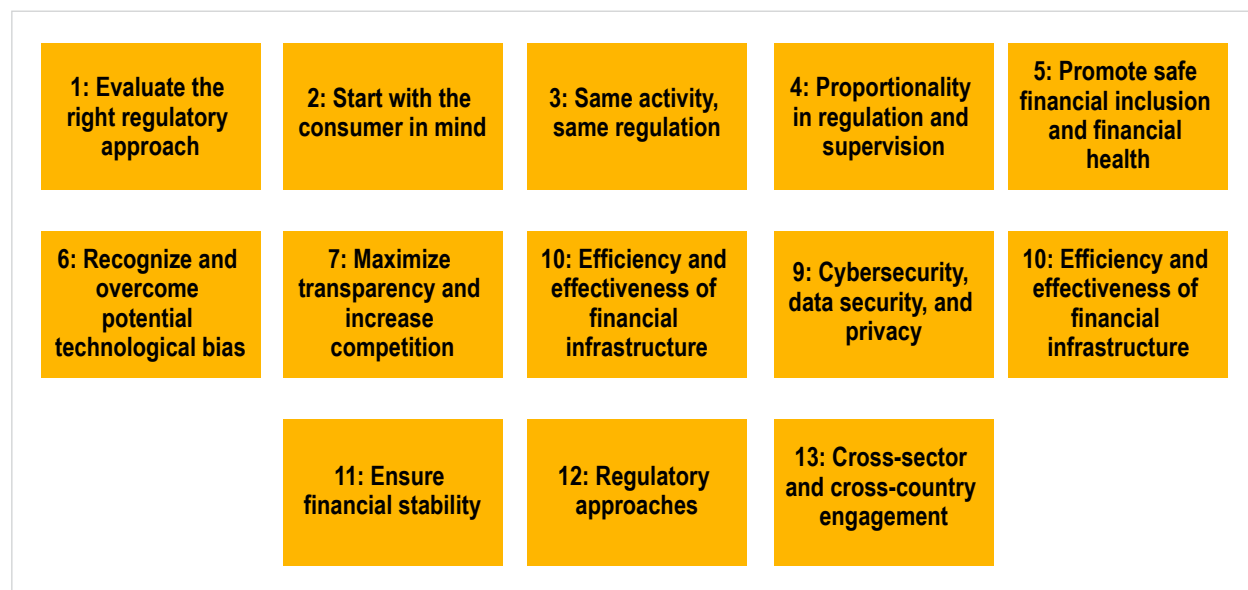 1: Evaluate the
right regulatory
approach
2: Start with the
consumer in mind
3: Same activity,
same regulation
4: Proportionality
in regulation and
supervision
5: Promote safe
financial inclusion
and financial
health
6: Recognize and
overcome
potential
technological bias
7: Maximize
transparency and
increase
competition
10: Efficiency and
effectiveness of
financial
infrastructure
9: Cybersecurity,
data security, and
privacy
10: Efficiency and
effectiveness of
financial
infrastructure
11: Ensure
financial stability
12: Regulatory
approaches
13: Cross-sector
and cross-country
engagement